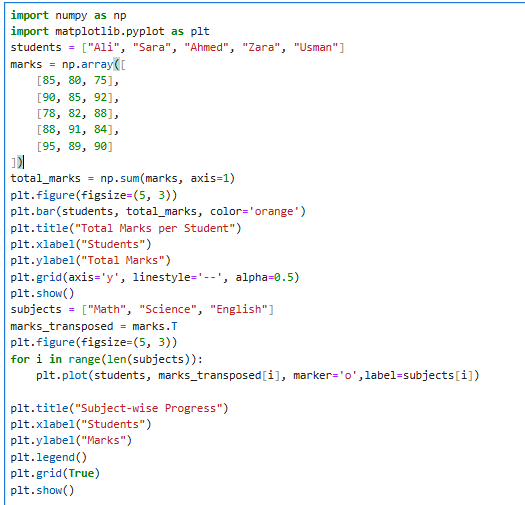 import numpy as np
import matplotlib.pyplot as plt
students = ["Ali", "Sara", "Ahmed", "Zara", "Usman"]
marks = np.array([
    [85, 80, 75],
    [90, 85, 92],
    [78, 82, 88],
    [88, 91, 84],
    [95, 89, 90]
])
total_marks = np.sum(marks, axis=1)
plt.figure(figsize=(5, 3))
plt.bar(students, total_marks, color='orange')
plt.title("Total Marks per Student")
plt.xlabel("Students")
plt.ylabel("Total Marks")
plt.grid(axis='y', linestyle='--', alpha=0.5)
plt.show()
subjects = ["Math", "Science", "English"]
marks_transposed = marks.T
plt.figure(figsize=(5, 3))
for i in range(len(subjects)):
    plt.plot(students, marks_transposed[i], marker='o',label=subjects[i])

plt.title("Subject-wise Progress")
plt.xlabel("Students")
plt.ylabel("Marks")
plt.legend()
plt.grid(True)
plt.show()